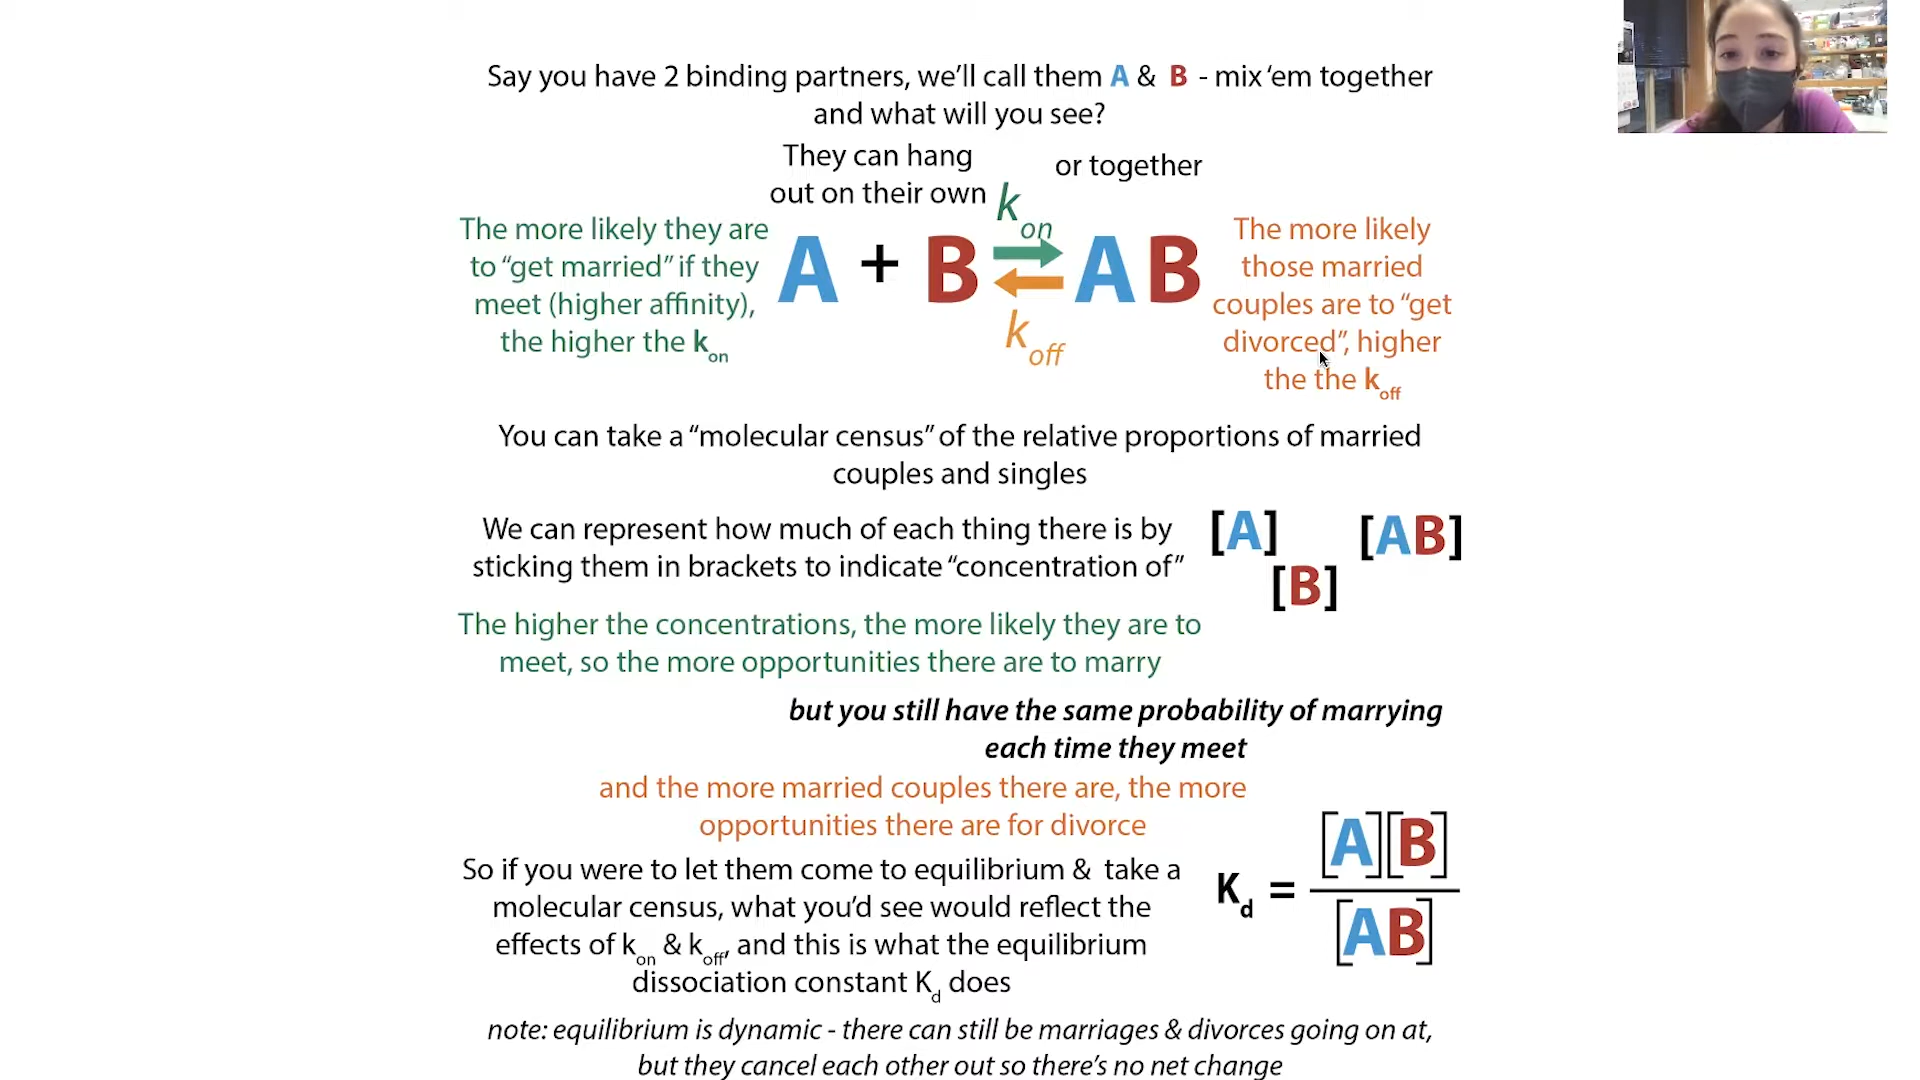 Say you have 2 binding partners, we’ll call them A & B - mix ‘em together
and what will you see?
They can hang
out on their own
or together
k on
The more likely they are
to “get married” if they
meet (higher affinity),
the higher the kon
A + B AB
k off
The more likely
those married
couples are to “get
divorced”, higher
the the koff
You can take a “molecular census” of the relative proportions of married
couples and singles
We can represent how much of each thing there is by
sticking them in brackets to indicate “concentration of”
[A] [AB]
[B]
The higher the concentrations, the more likely they are to
meet, so the more opportunities there are to marry
but you still have the same probability of marrying
each time they meet
and the more married couples there are, the more
opportunities there are for divorce
So if you were to let them come to equilibrium & take a
molecular census, what you’d see would reflect the
effects of kon & koff, and this is what the equilibrium
dissociation constant Kd does
Kd = [A][B]
[AB]
note: equilibrium is dynamic - there can still be marriages & divorces going on at,
but they cancel each other out so there’s no net change